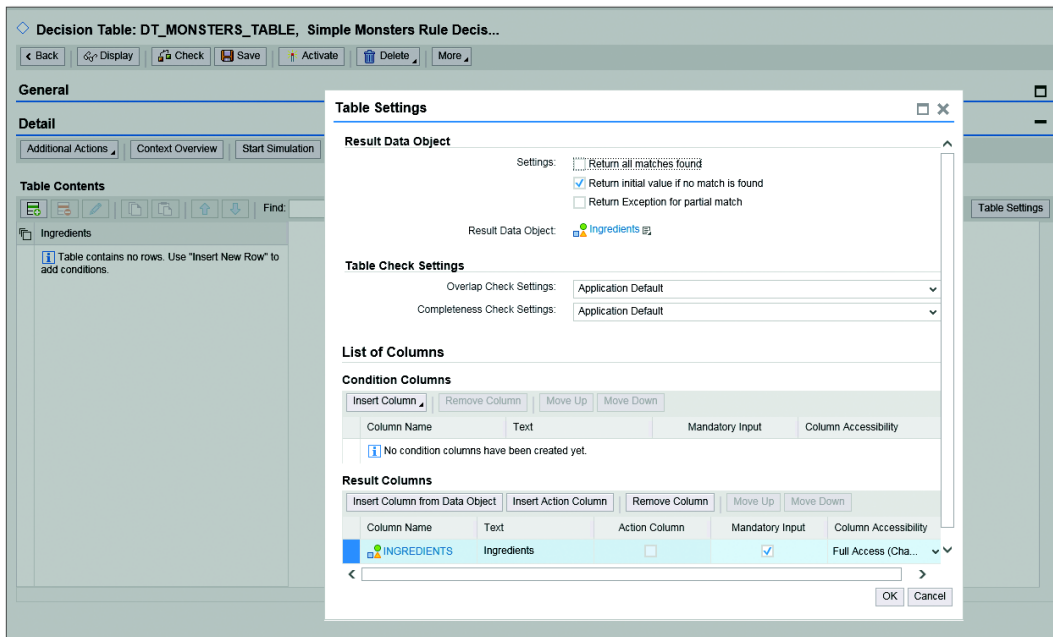 Decision Table: DT_MONSTERS_TABLE,  Simple Monsters Rule Decis...
Back Display Check Save Activate Delete More
General
Detail
Additional Actions Context Overview Start Simulation
Table Contents
Find:
Table Settings
Ingredients
Table contains no rows. Use "Insert New Row" to
add conditions.
Table Settings
Result Data Object
Settings: Return all matches found
Return initial value if no match is found
Return Exception for partial match
Result Data Object: Ingredients
Table Check Settings
Overlap Check Settings: Application Default
Completeness Check Settings: Application Default
List of Columns
Condition Columns
Insert Column Remove Column Move Up Move Down
Column Name Text Mandatory Input Column Accessibility
No condition columns have been created yet.
Result Columns
Insert Column from Data Object Insert Action Column Remove Column Move Up Move Down
Column Name Text Action Column Mandatory Input Column Accessibility
INGREDIENTS Ingredients Full Access (Cha...
OK Cancel